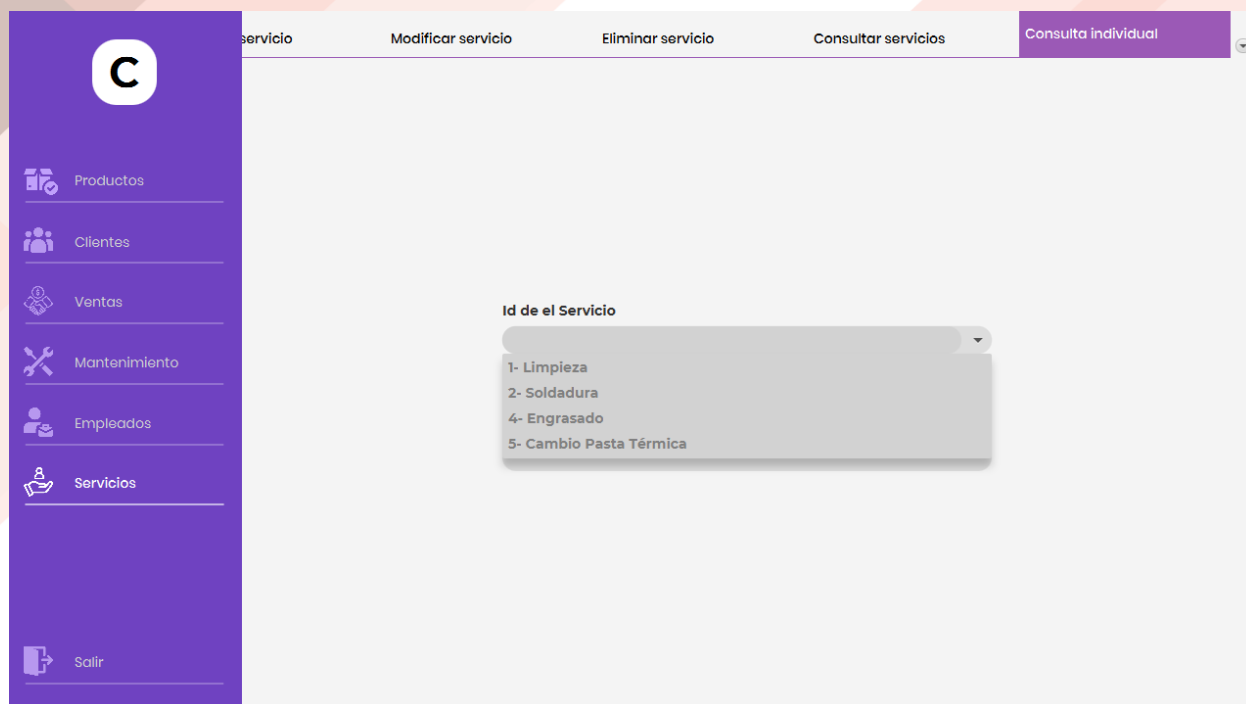 C
servicio
Modificar servicio
Eliminar servicio
Consultar servicios
Consulta individual
Productos
Clientes
Ventas
Mantenimiento
Empleados
Servicios
Salir
Id de el Servicio
1- Limpieza
2- Soldadura
4- Engrasado
5- Cambio Pasta Térmica